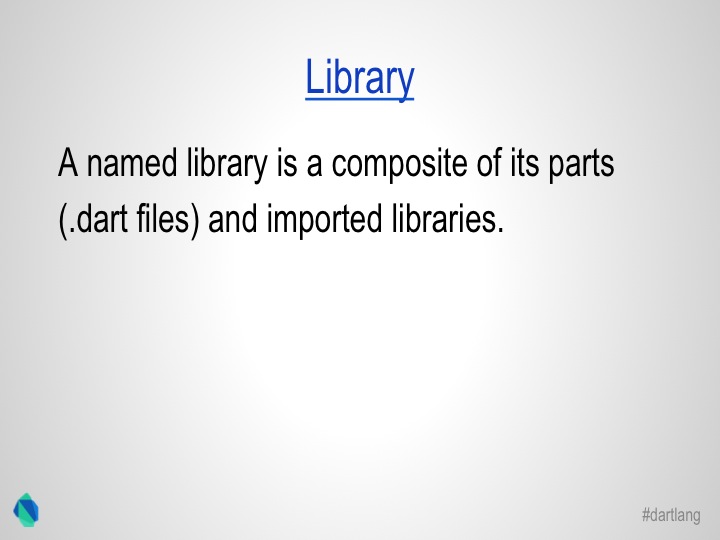 Library
A named library is a composite of its parts
(.dart files) and imported libraries.
#dartlang